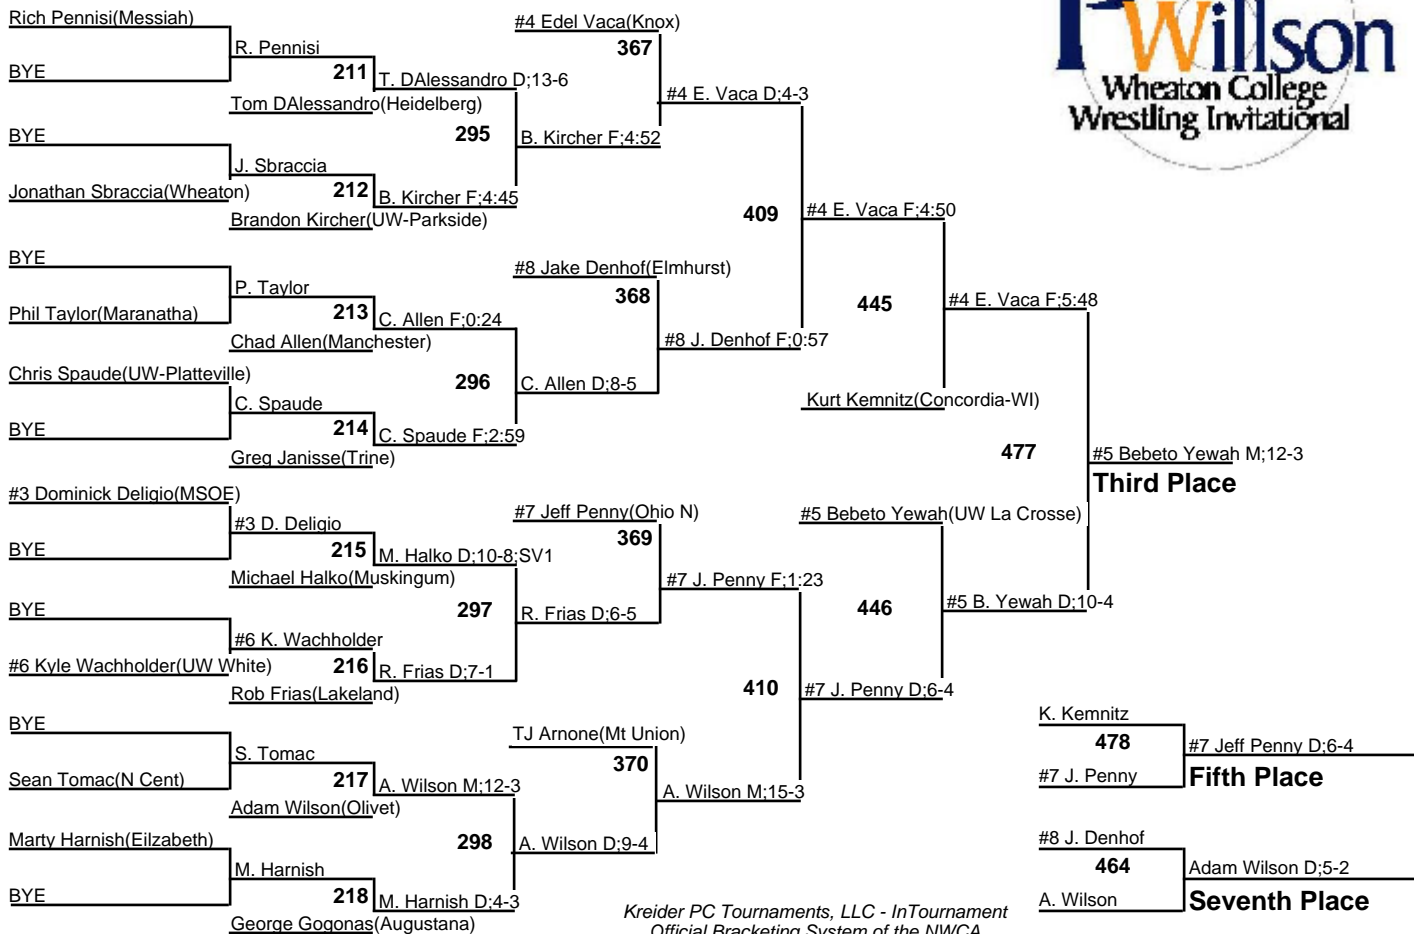 Rich Pennisi(Messiah)
BYE
R. Pennisi
211
Tom DAlessandro(Heidelberg)
T. DAlessandro D;13-6
BYE
Jonathan Sbraccia(Wheaton)
J. Sbraccia
212
Brandon Kircher(UW-Parkside)
B. Kircher F;4:45
295
B. Kircher F;4:52
#4 Edel Vaca(Knox)
367
#4 E. Vaca D;4-3
BYE
Phil Taylor(Maranatha)
P. Taylor
213
Chad Allen(Manchester)
C. Allen F;0:24
Chris Spaude(UW-Platteville)
BYE
C. Spaude
214
Greg Janisse(Trine)
C. Spaude F;2:59
296
C. Allen D;8-5
#8 Jake Denhof(Elmhurst)
368
#8 J. Denhof F;0:57
409
#4 E. Vaca F;4:50
445
Kurt Kemnitz(Concordia-WI)
#4 E. Vaca F;5:48
#3 Dominick Deligio(MSOE)
BYE
#3 D. Deligio
215
Michael Halko(Muskingum)
M. Halko D;10-8;SV1
BYE
#6 Kyle Wachholder(UW White)
#6 K. Wachholder
216
Rob Frias(Lakeland)
R. Frias D;7-1
297
R. Frias D;6-5
#7 Jeff Penny(Ohio N)
369
#7 J. Penny F;1:23
BYE
Sean Tomac(N Cent)
S. Tomac
217
Adam Wilson(Olivet)
A. Wilson M;12-3
Marty Harnish(Eilzabeth)
BYE
M. Harnish
218
George Gogonas(Augustana)
M. Harnish D;4-3
298
A. Wilson D;9-4
TJ Arnone(Mt Union)
370
A. Wilson M;15-3
410
#7 J. Penny D;6-4
#5 Bebeto Yewah(UW La Crosse)
446
#5 B. Yewah D;10-4
477
#5 Bebeto Yewah M;12-3
Third Place
K. Kemnitz
478
#7 J. Penny
#7 Jeff Penny D;6-4
Fifth Place
#8 J. Denhof
464
A. Wilson
Adam Wilson D;5-2
Seventh Place
Willson
Wheaton College
Wrestling Invitational
Kreider PC Tournaments, LLC - InTournament
Official Bracketing System of the NWCA